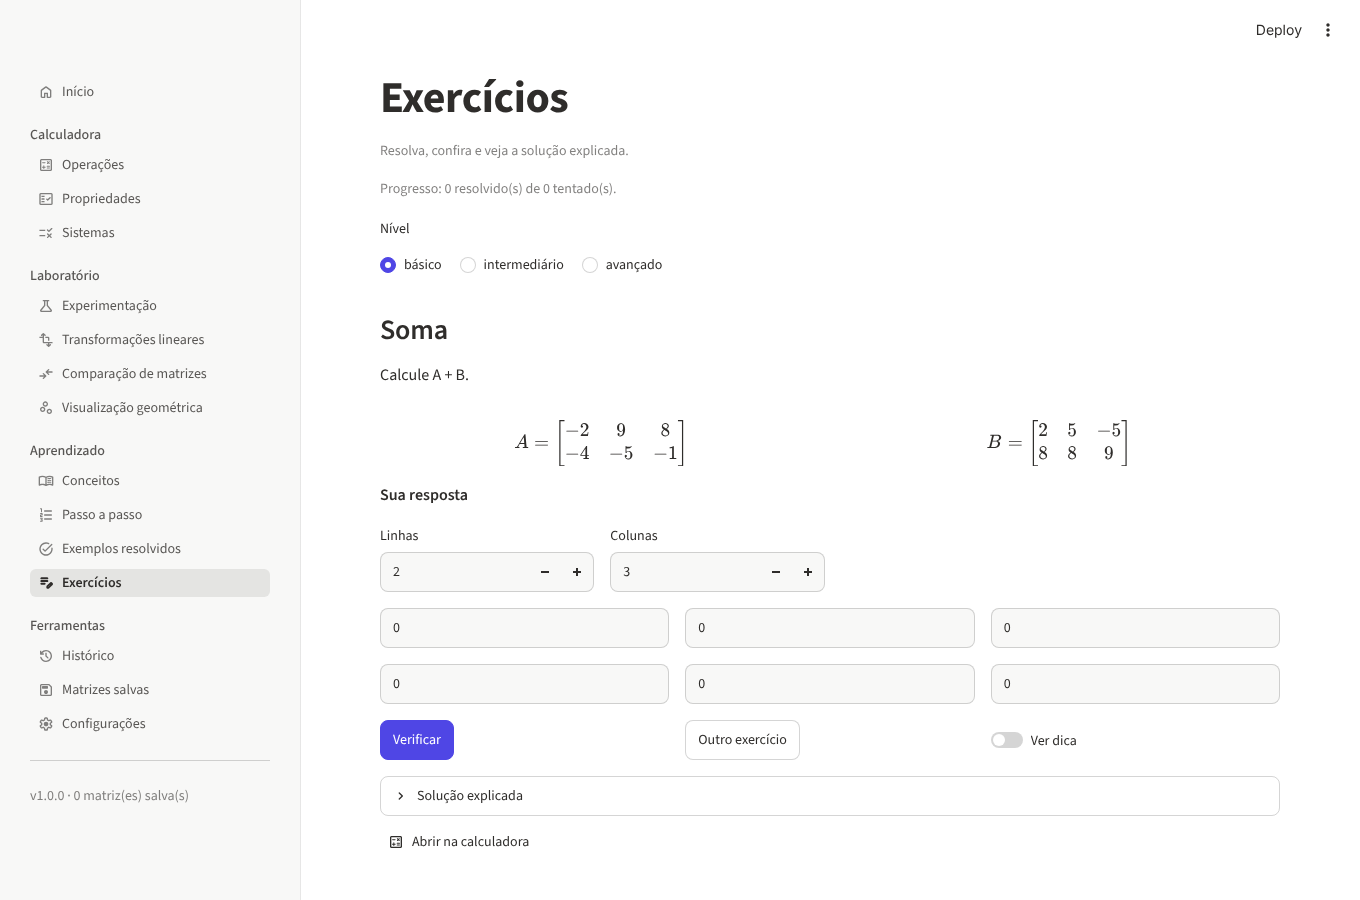 Deploy
Início
Calculadora
Operações
Propriedades
Sistemas
Laboratório
Experimentação
Transformações lineares
Comparação de matrizes
Visualização geométrica
Aprendizado
Conceitos
Passo a passo
Exemplos resolvidos
Exercícios
Ferramentas
Histórico
Matrizes salvas
Configurações
v1.0.0 · 0 matriz(es) salva(s)
Exercícios
Resolva, confira e veja a solução explicada.
Progresso: 0 resolvido(s) de 0 tentado(s).
Nível
básico intermediário avançado
Soma
Calcule A + B.
A = [−2 9 8
−4 −5 −1]
B = [2 5 −5
8 8 9]
Sua resposta
Linhas Colunas
2 − + 3 − +
0 0 0
0 0 0
Verificar Outro exercício Ver dica
Solução explicada
Abrir na calculadora